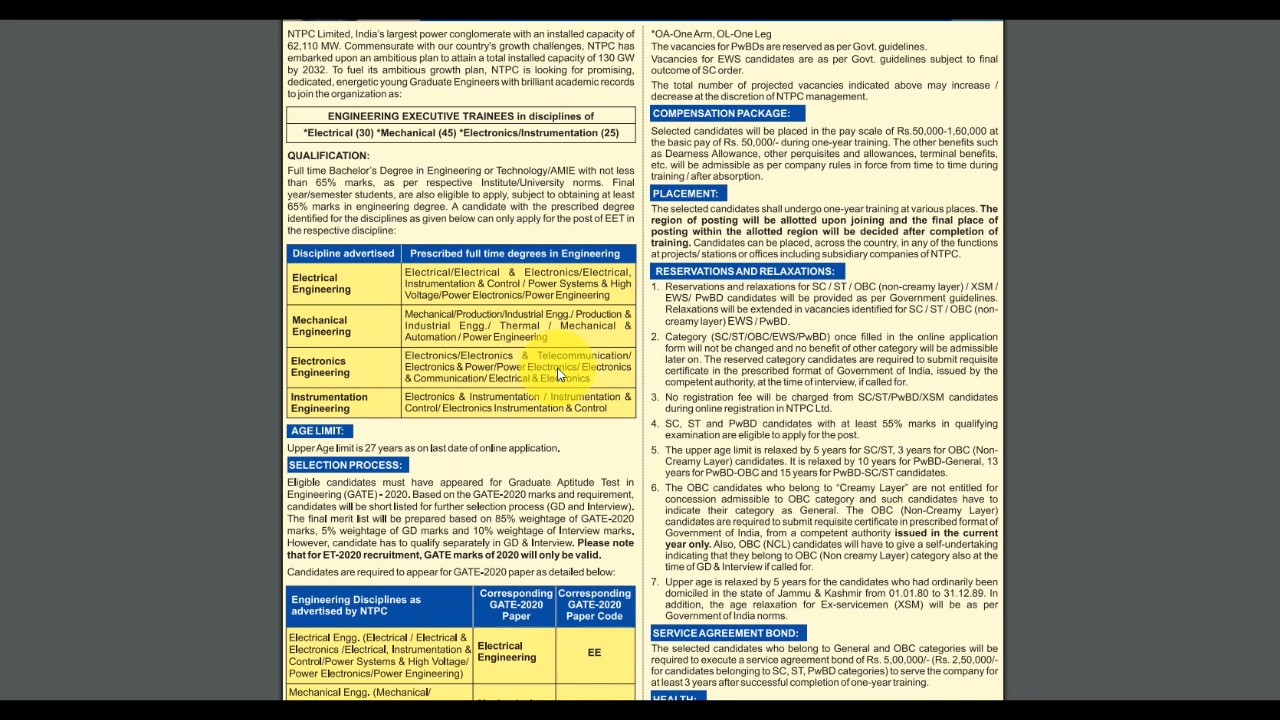 NTPC Limited, India's largest power conglomerate with an installed capacity of
62,110 MW. Commensurate with our country's growth challenges, NTPC has
embarked upon an ambitious plan to attain a total installed capacity of 130 GW
by 2032. To fuel its ambitious growth plan, NTPC is looking for promising,
dedicated, energetic young Graduate Engineers with brilliant academic records
to join the organization as:
ENGINEERING EXECUTIVE TRAINEES in disciplines of
*Electrical (30) *Mechanical (45) *Electronics/Instrumentation (25)
QUALIFICATION:
Full time Bachelor's Degree in Engineering or Technology/AMIE with not less
than 65% marks, as per respective Institute/University norms. Final
year/semester students, are also eligible to apply, subject to obtaining at least
65% marks in engineering degree. A candidate with the prescribed degree
identified for the disciplines as given below can only apply for the post of EET in
the respective discipline:
Discipline advertised Prescribed full time degrees in Engineering
Electrical
Engineering
Electrical/Electrical & Electronics/Electrical,
Instrumentation & Control / Power Systems & High
Voltage/Power Electronics/Power Engineering
Mechanical
Engineering
Mechanical/Production/Industrial Engg./ Production &
Industrial Engg./ Thermal / Mechanical &
Automation / Power Engineering
Electronics
Engineering
Electronics/Electronics & Telecommunication/
Electronics & Power/Power Electronics/ Electronics
& Communication/ Electrical & Electronics
Instrumentation
Engineering
Electronics & Instrumentation / Instrumentation &
Control/ Electronics Instrumentation & Control
AGE LIMIT:
Upper Age limit is 27 years as on last date of online application.
SELECTION PROCESS:
Eligible candidates must have appeared for Graduate Aptitude Test in
Engineering (GATE) - 2020. Based on the GATE-2020 marks and requirement,
candidates will be short listed for further selection process (GD and Interview).
The final merit list will be prepared based on 85% weightage of GATE-2020
marks, 5% weightage of GD marks and 10% weightage of Interview marks.
However, candidate has to qualify separately in GD & Interview. Please note
that for ET-2020 recruitment, GATE marks of 2020 will only be valid.
Candidates are required to appear for GATE-2020 paper as detailed below:
Engineering Disciplines as
advertised by NTPC
Corresponding
GATE-2020
Paper
Corresponding
GATE-2020
Paper Code
Electrical Engg. (Electrical / Electrical &
Electronics /Electrical, Instrumentation &
Control/Power Systems & High Voltage/
Power Electronics/Power Engineering)
Electrical
Engineering
EE
Mechanical Engg. (Mechanical/
*OA-One Arm, OL-One Leg
The vacancies for PwBDs are reserved as per Govt. guidelines.
Vacancies for EWS candidates are as per Govt. guidelines subject to final
outcome of SC order.
The total number of projected vacancies indicated above may increase /
decrease at the discretion of NTPC management.
COMPENSATION PACKAGE:
Selected candidates will be placed in the pay scale of Rs.50,000-1,60,000 at
the basic pay of Rs. 50,000/- during one-year training. The other benefits such
as Dearness Allowance, other perquisites and allowances, terminal benefits,
etc. will be admissible as per company rules in force from time to time during
training / after absorption.
PLACEMENT:
The selected candidates shall undergo one-year training at various places. The
region of posting will be allotted upon joining and the final place of
posting within the allotted region will be decided after completion of
training. Candidates can be placed, across the country, in any of the functions
at projects/ stations or offices including subsidiary companies of NTPC.
RESERVATIONS AND RELAXATIONS:
1. Reservations and relaxations for SC / ST / OBC (non-creamy layer) / XSM /
EWS/ PwBD candidates will be provided as per Government guidelines.
Relaxations will be extended in vacancies identified for SC / ST / OBC (non-
creamy layer) EWS / PwBD.
2. Category (SC/ST/OBC/EWS/PwBD) once filled in the online application
form will not be changed and no benefit of other category will be admissible
later on. The reserved category candidates are required to submit requisite
certificate in the prescribed format of Government of India, issued by the
competent authority, at the time of interview, if called for.
3. No registration fee will be charged from SC/ST/PwBD/XSM candidates
during online registration in NTPC Ltd.
4. SC, ST and PwBD candidates with at least 55% marks in qualifying
examination are eligible to apply for the post.
5. The upper age limit is relaxed by 5 years for SC/ST, 3 years for OBC (Non-
Creamy Layer) candidates. It is relaxed by 10 years for PwBD-General, 13
years for PwBD-OBC and 15 years for PwBD-SC/ST candidates.
6. The OBC candidates who belong to "Creamy Layer" are not entitled for
concession admissible to OBC category and such candidates have to
indicate their category as General. The OBC (Non-Creamy Layer)
candidates are required to submit requisite certificate in prescribed format of
Government of India, from a competent authority issued in the current
year only. Also, OBC (NCL) candidates will have to give a self-undertaking
indicating that they belong to OBC (Non creamy layer) category also at the
time of GD & Interview if called for.
7. Upper age is relaxed by 5 years for the candidates who had ordinarily been
domiciled in the state of Jammu & Kashmir from 01.01.80 to 31.12.89. In
addition, the age relaxation for Ex-servicemen (XSM) will be as per
Government of India norms.
SERVICE AGREEMENT BOND:
The selected candidates who belong to General and OBC categories will be
required to execute a service agreement bond of Rs. 5,00,000/- (Rs. 2,50,000/-
for candidates belonging to SC, ST, PwBD categories) to serve the company for
at least 3 years after successful completion of one-year training.
HEALTH: